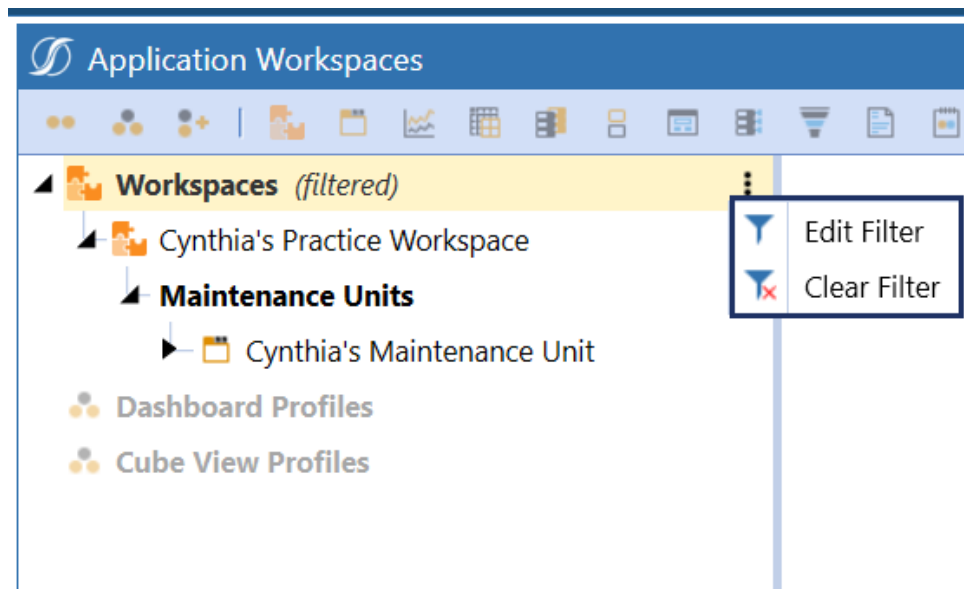 Application Workspaces
Workspaces (filtered)
Edit Filter
Cynthia's Practice Workspace
Clear Filter
Maintenance Units
Cynthia's Maintenance Unit
Dashboard Profiles
Cube View Profiles